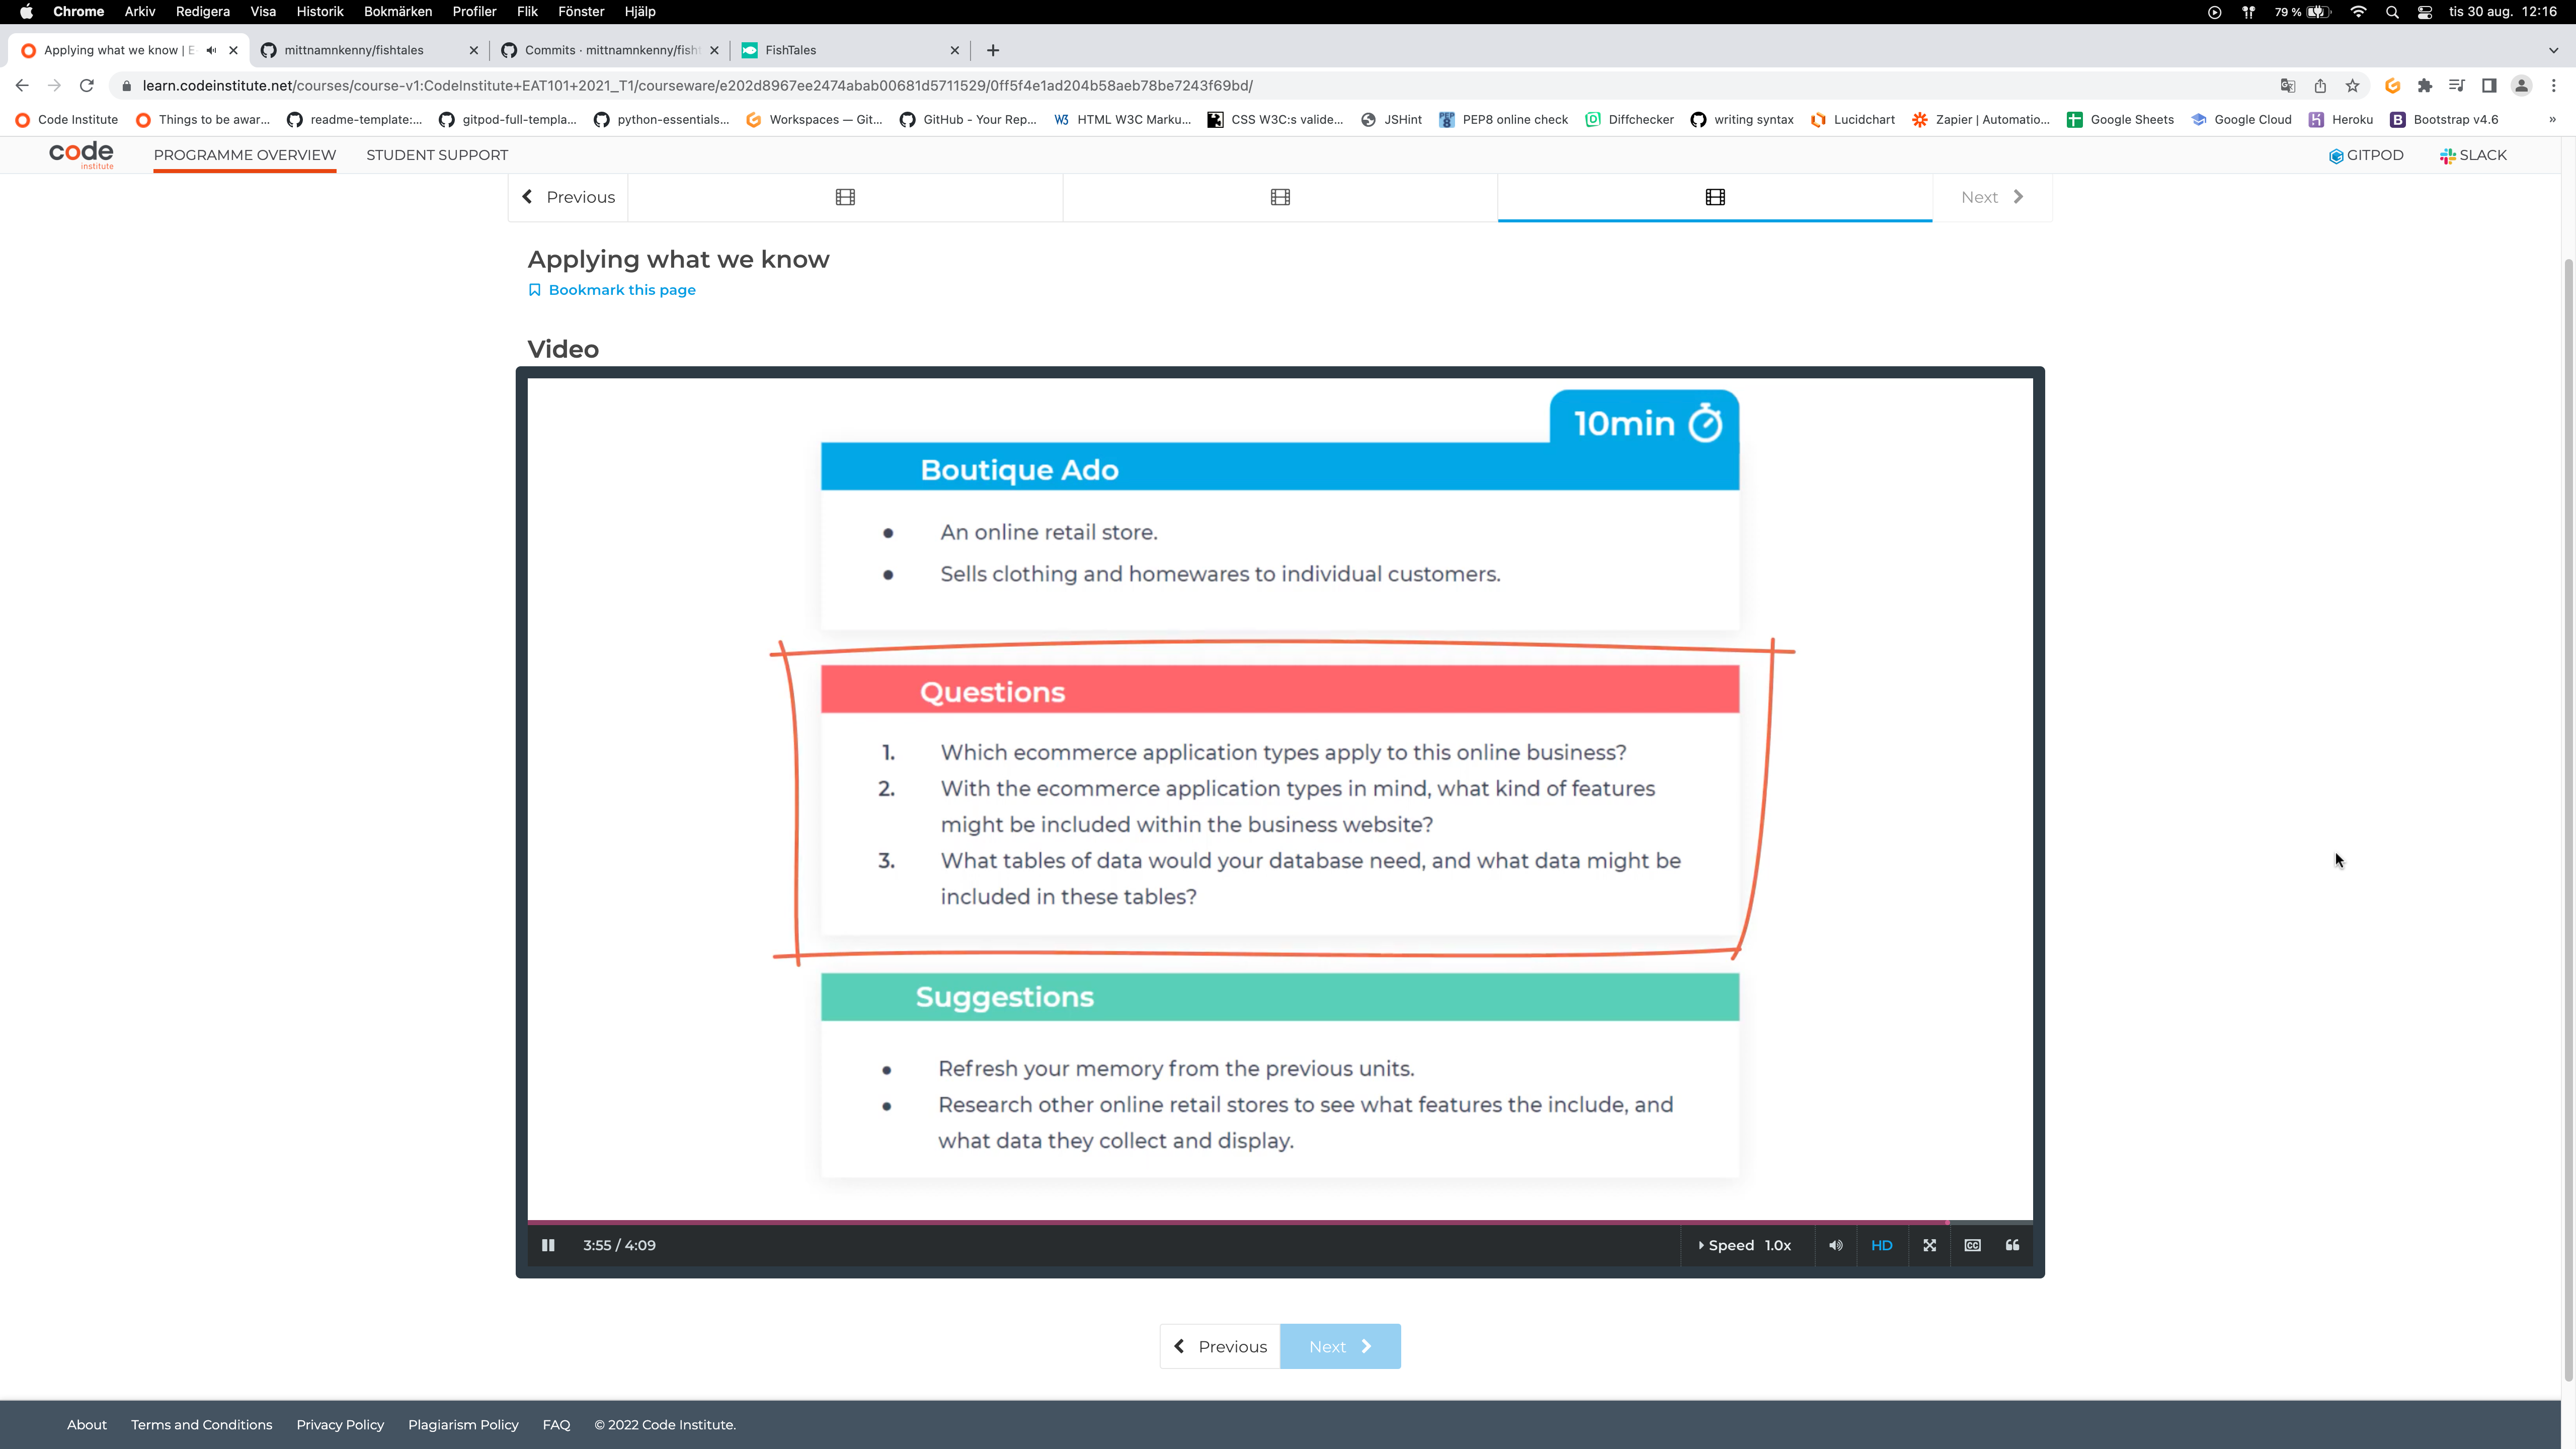 Chrome Arkiv Redigera Visa Historik Bokmärken Profiler Flik Fönster Hjälp 79 % tis 30 aug. 12:16
Applying what we know | E mittnamnkenny/fishtales Commits · mittnamnkenny/fish FishTales
learn.codeinstitute.net/courses/course-v1:CodeInstitute+EAT101+2021_T1/courseware/e202d8967ee2474abab00681d5711529/0ff5f4e1ad204b58aeb78be7243f69bd/
Code Institute Things to be awar... readme-template:... gitpod-full-templa... python-essentials... Workspaces — Git... GitHub - Your Rep... W3 HTML W3C Marku... CSS W3C:s valide... JSHint PEP 8 PEP8 online check Diffchecker writing syntax Lucidchart Zapier | Automatio... Google Sheets Google Cloud Heroku B Bootstrap v4.6 »
code institute PROGRAMME OVERVIEW STUDENT SUPPORT GITPOD SLACK
Previous Next
Applying what we know
Bookmark this page
Video
10min
Boutique Ado
● An online retail store.
● Sells clothing and homewares to individual customers.
Questions
1. Which ecommerce application types apply to this online business?
2. With the ecommerce application types in mind, what kind of features
might be included within the business website?
3. What tables of data would your database need, and what data might be
included in these tables?
Suggestions
● Refresh your memory from the previous units.
● Research other online retail stores to see what features the include, and
what data they collect and display.
3:55 / 4:09 Speed 1.0x HD CC
Previous Next
About Terms and Conditions Privacy Policy Plagiarism Policy FAQ © 2022 Code Institute.